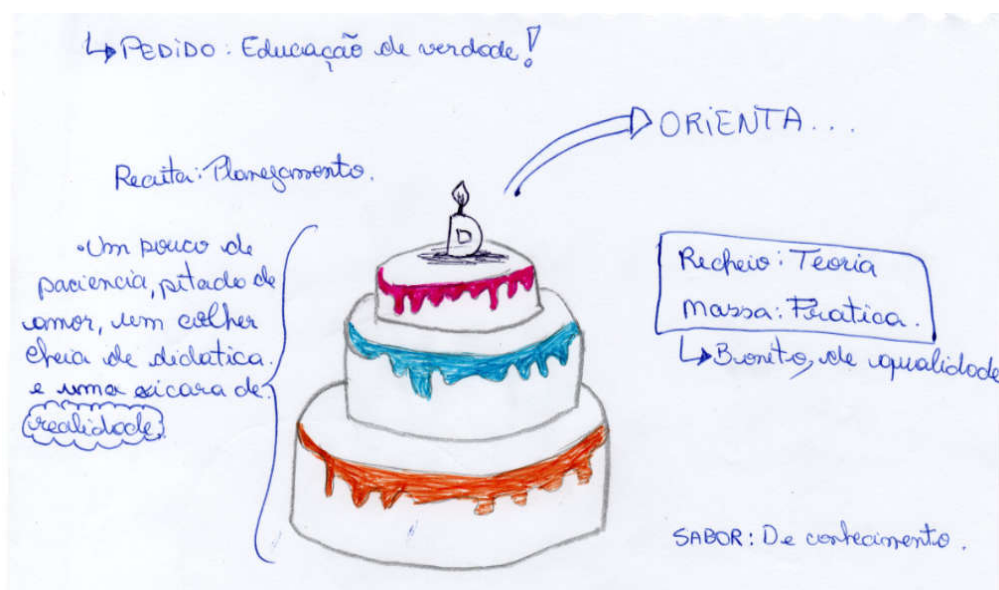 ↳ PEDIDO: Educação de verdade!
ORIENTA...
Receita: Planejamento.
• Um pouco de
paciencia, pitada de
amor, um colher
cheia de didatica.
e uma xicara de
realidade
D
Recheio: Teoria
Massa: Pratica.
↳ Bonito, de qualidade
SABOR: De conhecimento.